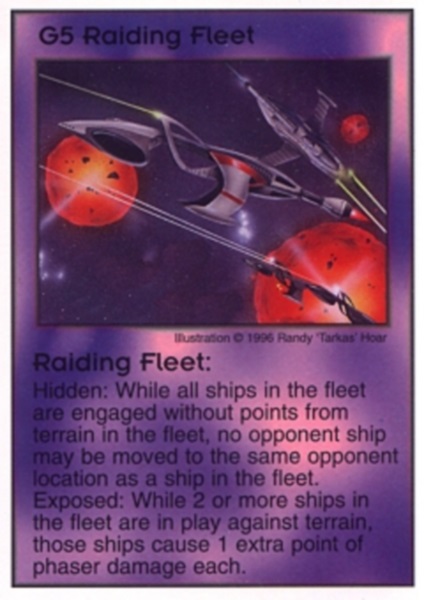 G5 Raiding Fleet
Illustration © 1996 Randy 'Tarkas' Hoar
Raiding Fleet:
Hidden: While all ships in the fleet
are engaged without points from
terrain in the fleet, no opponent ship
may be moved to the same opponent
location as a ship in the fleet.
Exposed: While 2 or more ships in
the fleet are in play against terrain,
those ships cause 1 extra point of
phaser damage each.